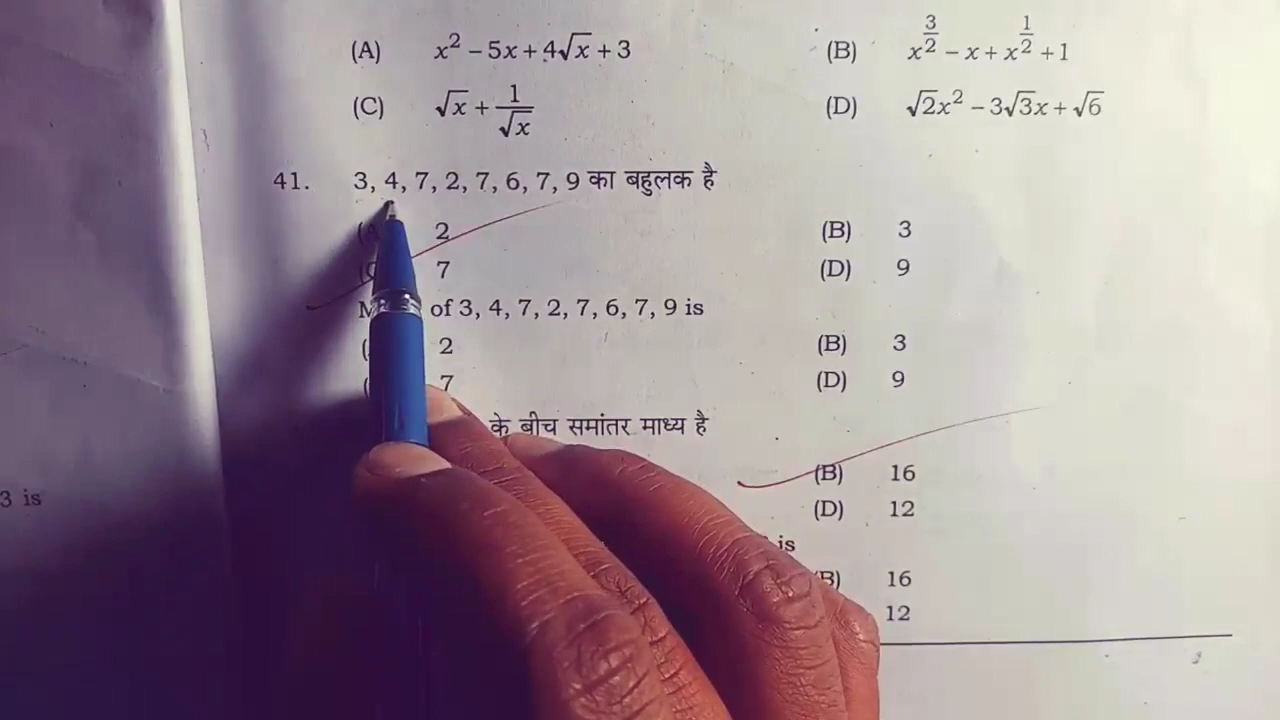 (A) x² – 5x + 4√x + 3 (B) x^(3/2) – x + x^(1/2) + 1
(C) √x + 1/√x (D) √2x² – 3√3x + √6
41. 3, 4, 7, 2, 7, 6, 7, 9 का बहुलक है
2 (B) 3
7 (D) 9
of 3, 4, 7, 2, 7, 6, 7, 9 is
2 (B) 3
7 (D) 9
के बीच समांतर माध्य है
(B) 16
3 is
(D) 12
is
(B) 16
12